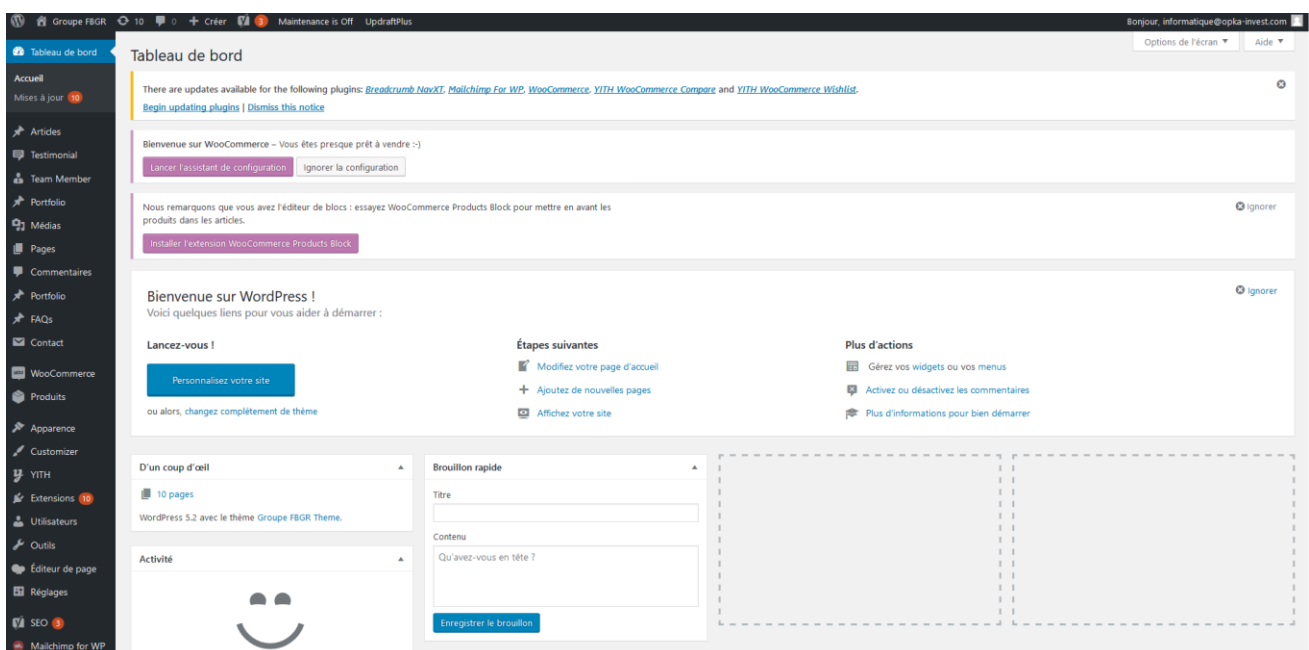 Groupe FBGR 10 0 + Créer 3 Maintenance is Off UpdraftPlus Bonjour, informatique@opka-invest.com
Options de l'écran ▼ Aide ▼
Tableau de bord
Accueil
Mises à jour 10
Articles
Testimonial
Team Member
Portfolio
Médias
Pages
Commentaires
Portfolio
FAQs
Contact
WooCommerce
Produits
Apparence
Customizer
YITH
Extensions 10
Utilisateurs
Outils
Éditeur de page
Réglages
SEO 3
Mailchimp for WP
Tableau de bord
There are updates available for the following plugins: Breadcrumb NavXT, Mailchimp For WP, WooCommerce, YITH WooCommerce Compare and YITH WooCommerce Wishlist.
Begin updating plugins | Dismiss this notice
Bienvenue sur WooCommerce – Vous êtes presque prêt à vendre :-)
Lancer l'assistant de configuration Ignorer la configuration
Nous remarquons que vous avez l'éditeur de blocs : essayez WooCommerce Products Block pour mettre en avant les
produits dans les articles.
Ignorer
Installer l'extension WooCommerce Products Block
Bienvenue sur WordPress !
Ignorer
Voici quelques liens pour vous aider à démarrer :
Lancez-vous !
Personnalisez votre site
ou alors, changez complètement de thème
Étapes suivantes
Modifiez votre page d'accueil
Ajoutez de nouvelles pages
Affichez votre site
Plus d'actions
Gérez vos widgets ou vos menus
Activez ou désactivez les commentaires
Plus d'informations pour bien démarrer
D'un coup d'œil
10 pages
WordPress 5.2 avec le thème Groupe FBGR Theme.
Activité
Brouillon rapide
Titre
Contenu
Qu'avez-vous en tête ?
Enregistrer le brouillon